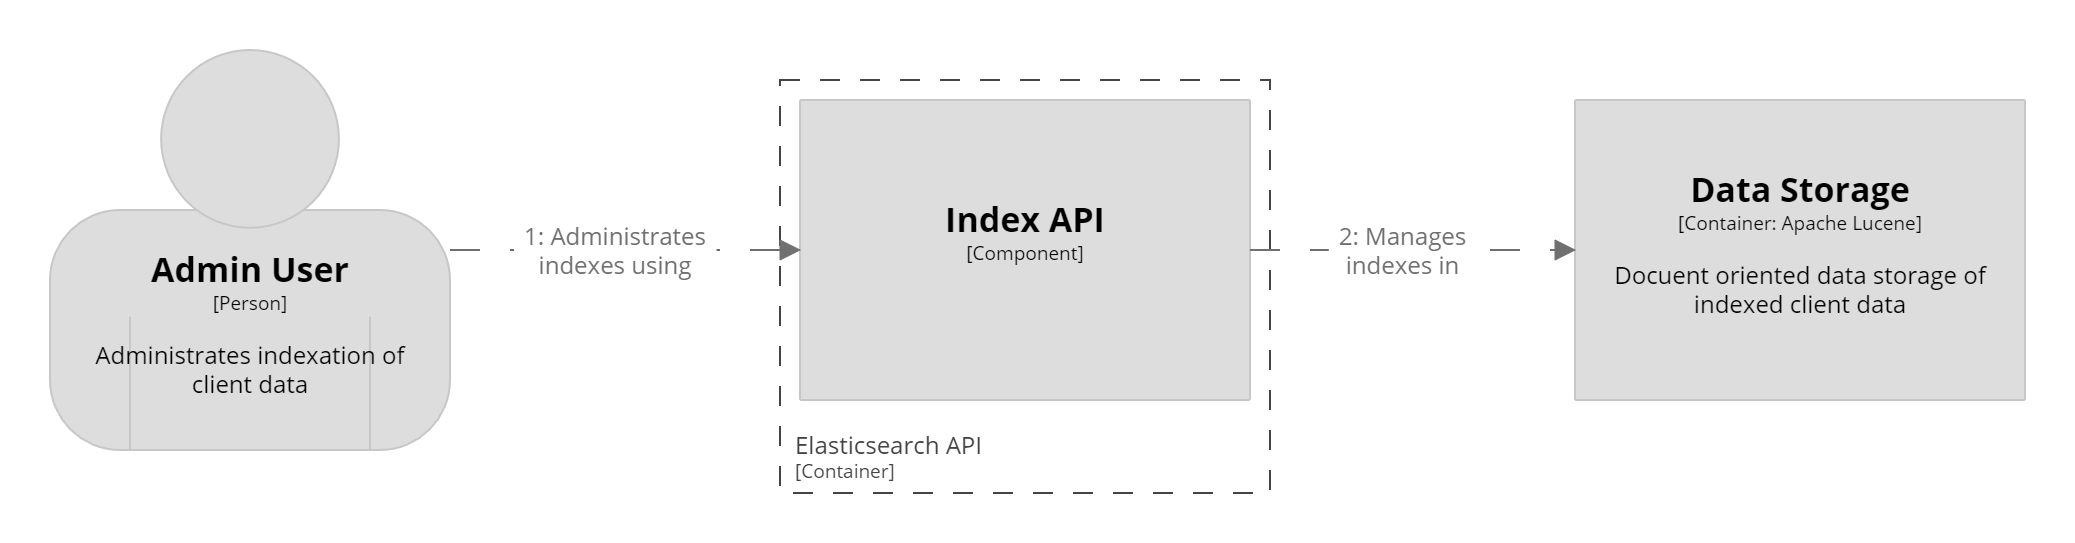 Admin User
[Person]
Administrates indexation of
client data
1: Administrates
indexes using
Index API
[Component]
Elasticsearch API
[Container]
2: Manages
indexes in
Data Storage
[Container: Apache Lucene]
Docuent oriented data storage of
indexed client data